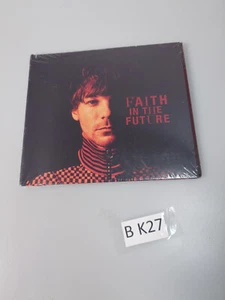 FAITH
IN THE
FUTURE
B K27